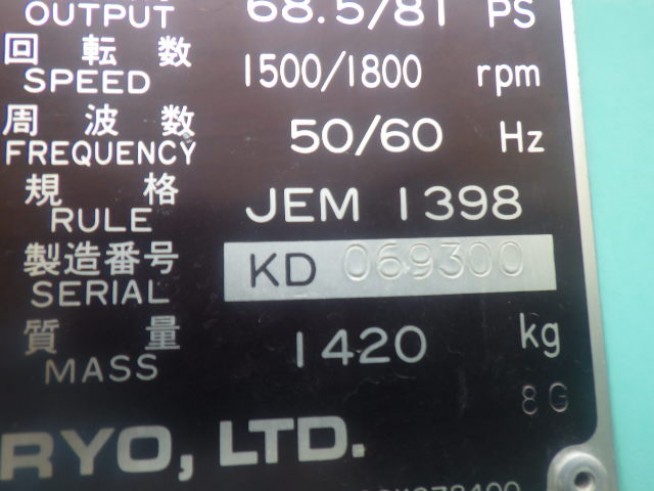 OUTPUT 68.5/81 PS
回転数 1500/1800 rpm
SPEED
周波数 50/60 Hz
FREQUENCY
規格 JEM 1398
RULE
製造番号 KD 069300
SERIAL
質量 1420 kg
MASS
8G
RYO, LTD.